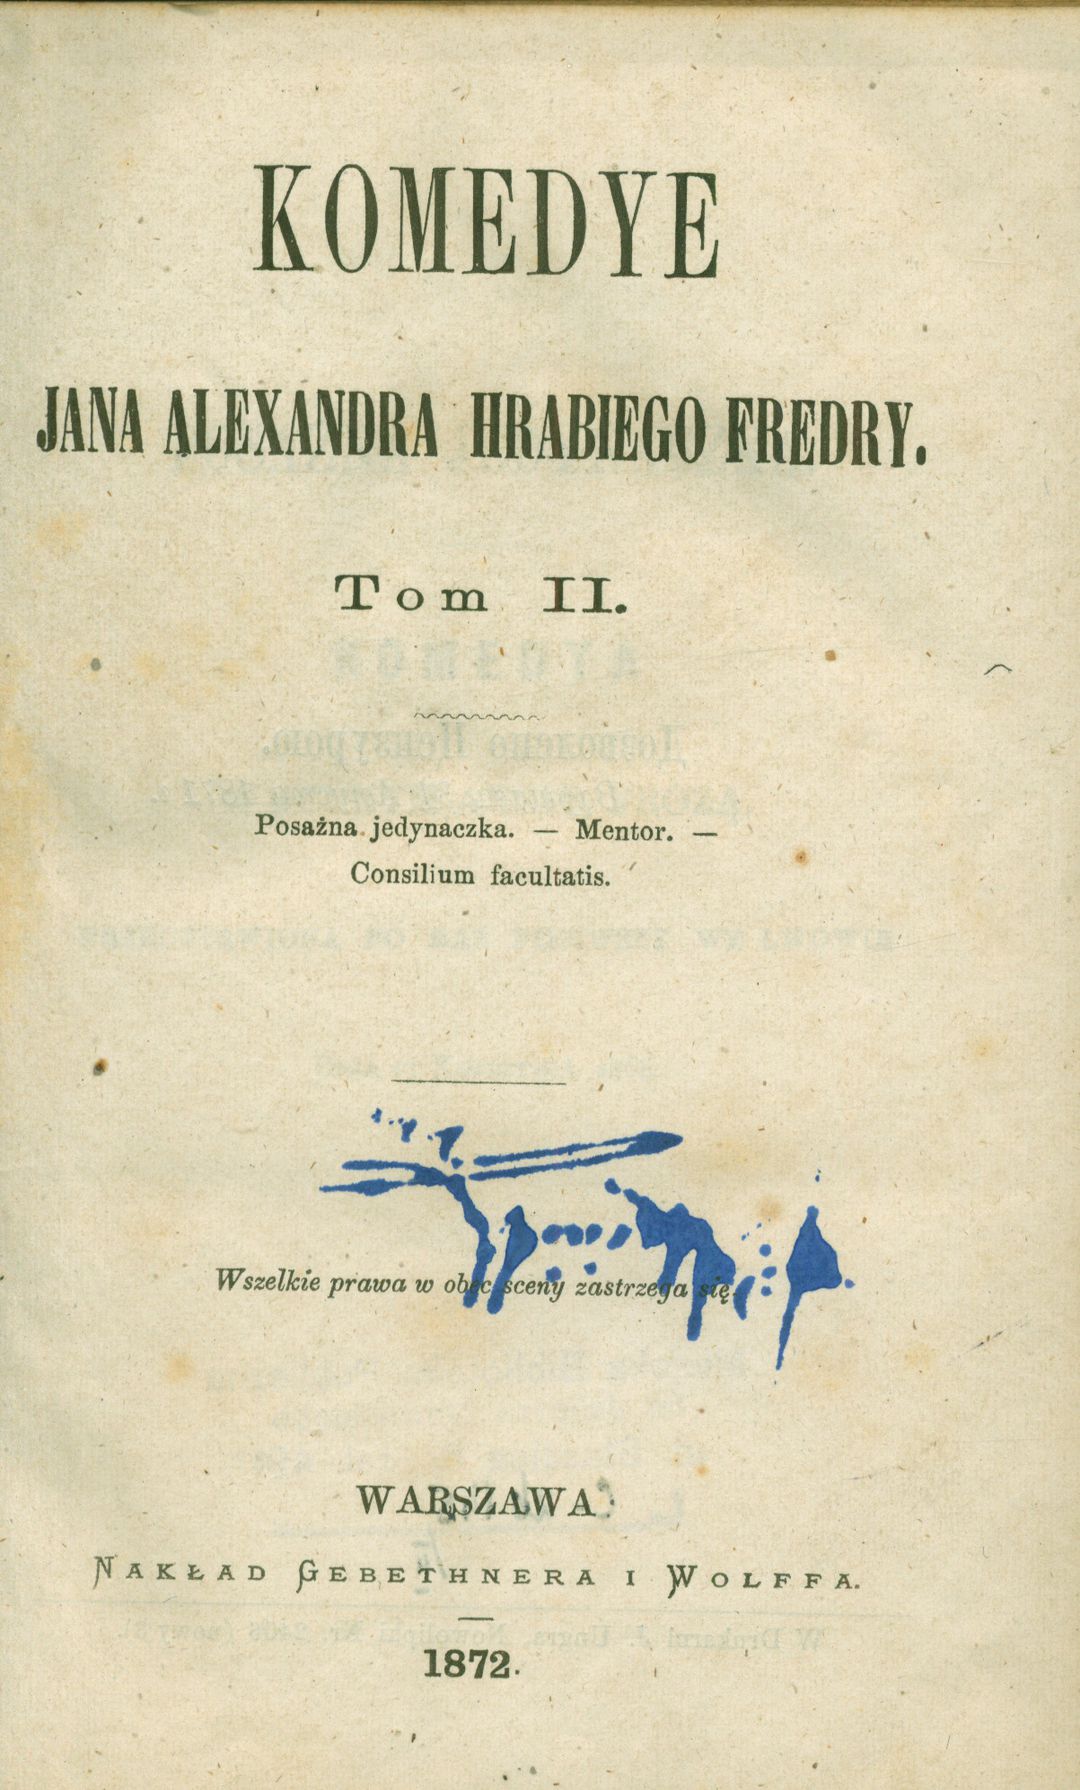 KOMEDYE
JANA ALEXANDRA HRABIEGO FREDRY.
Tom II.
Posażna jedynaczka. — Mentor. —
Consilium facultatis.
Wszelkie prawa w obec sceny zastrzega się.
WARSZAWA
NAKŁAD GEBETHNERA I WOLFFA.
1872.